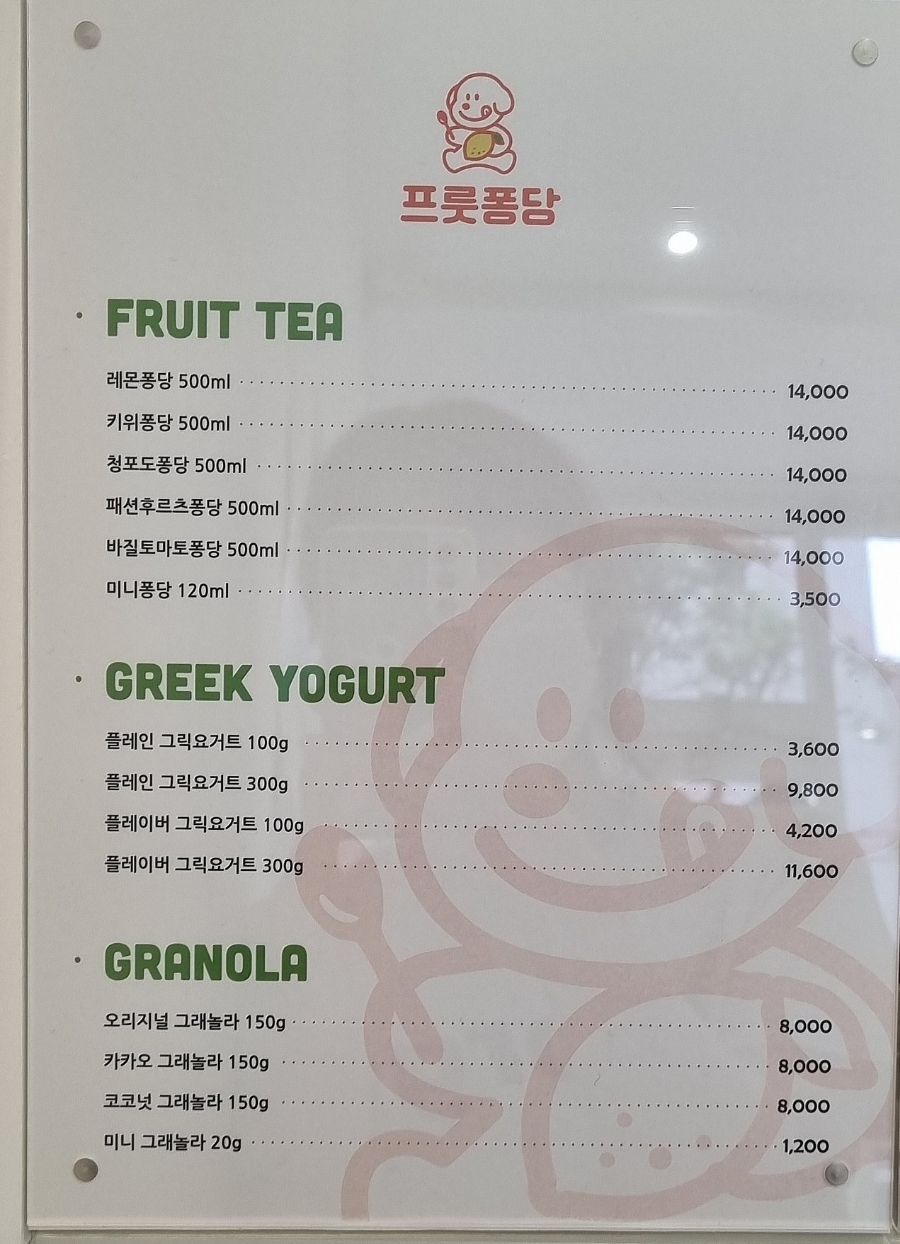 프룻퐁당
FRUIT TEA
레몬퐁당 500ml 14,000
키위퐁당 500ml 14,000
청포도퐁당 500ml 14,000
패션후르츠퐁당 500ml 14,000
바질토마토퐁당 500ml 14,000
미니퐁당 120ml 3,500
GREEK YOGURT
플레인 그릭요거트 100g 3,600
플레인 그릭요거트 300g 9,800
플레이버 그릭요거트 100g 4,200
플레이버 그릭요거트 300g 11,600
GRANOLA
오리지널 그래놀라 150g 8,000
카카오 그래놀라 150g 8,000
코코넛 그래놀라 150g 8,000
미니 그래놀라 20g 1,200